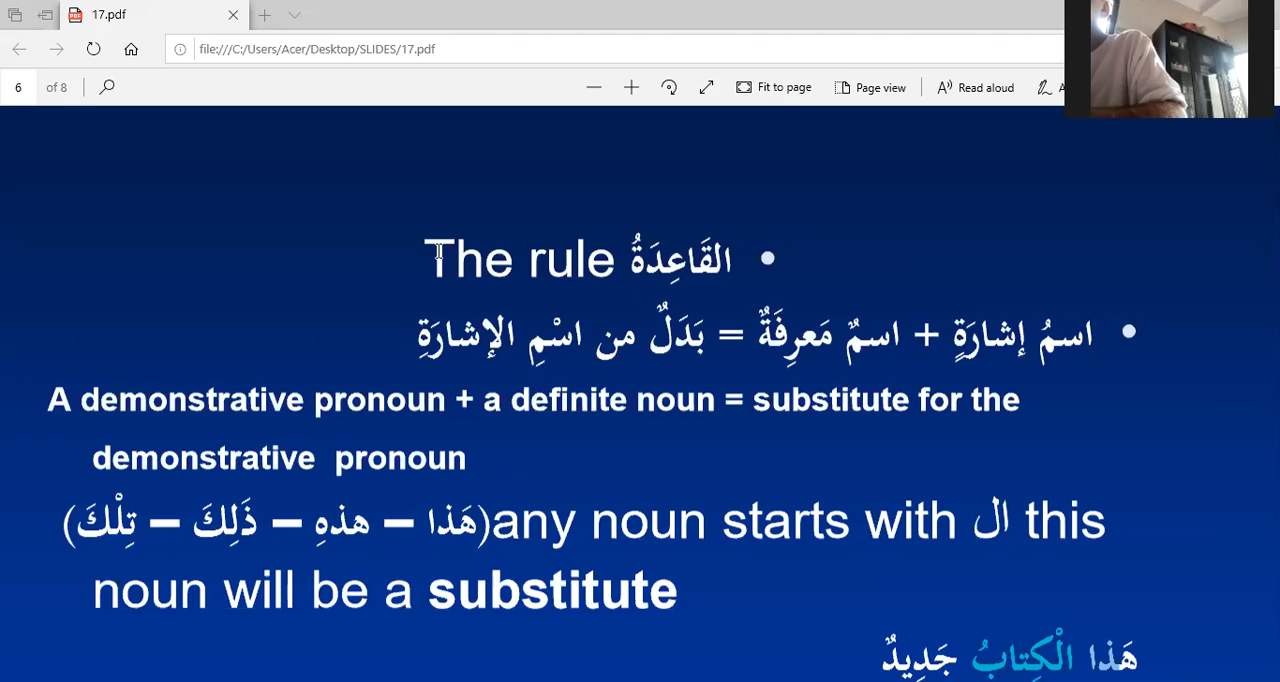 17.pdf
file:///C:/Users/Acer/Desktop/SLIDES/17.pdf
6 of 8
Fit to page
Page view
Read aloud
• القَاعِدَةُ The rule
• اسمُ إشارَةٍ + اسمٌ مَعرِفَةٌ = بَدَلٌ من اسْمِ الإشارَةِ
A demonstrative pronoun + a definite noun = substitute for the
demonstrative pronoun
(هَذا – هذهِ – ذَلِكَ – تِلْكَ) any noun starts with ال this
noun will be a substitute
هَذا الْكِتابُ جَدِيدٌ